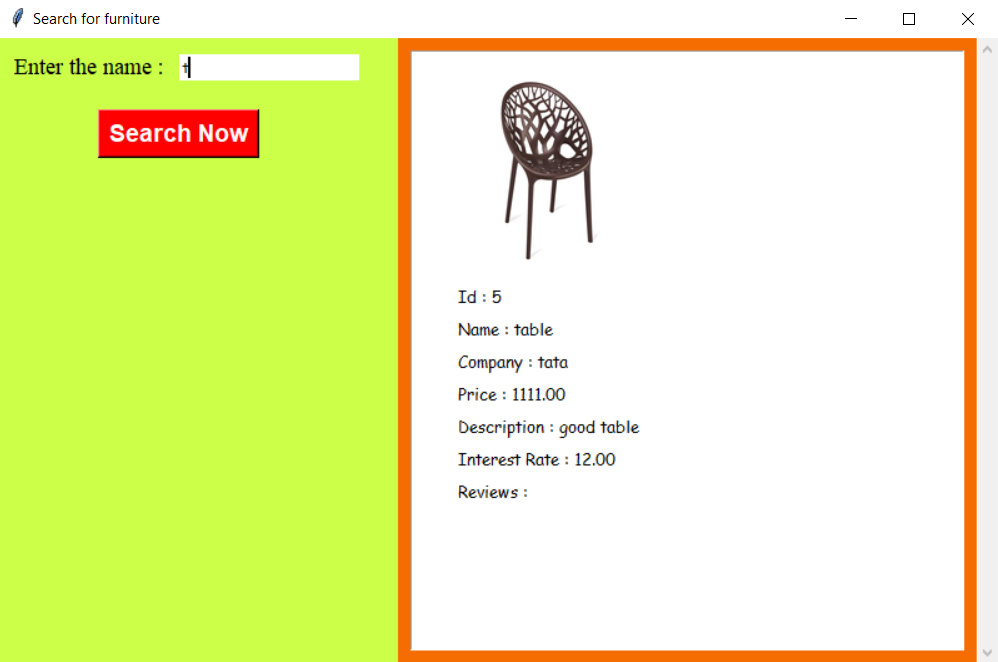 Search for furniture
Enter the name : t
Search Now
Id : 5
Name : table
Company : tata
Price : 1111.00
Description : good table
Interest Rate : 12.00
Reviews :